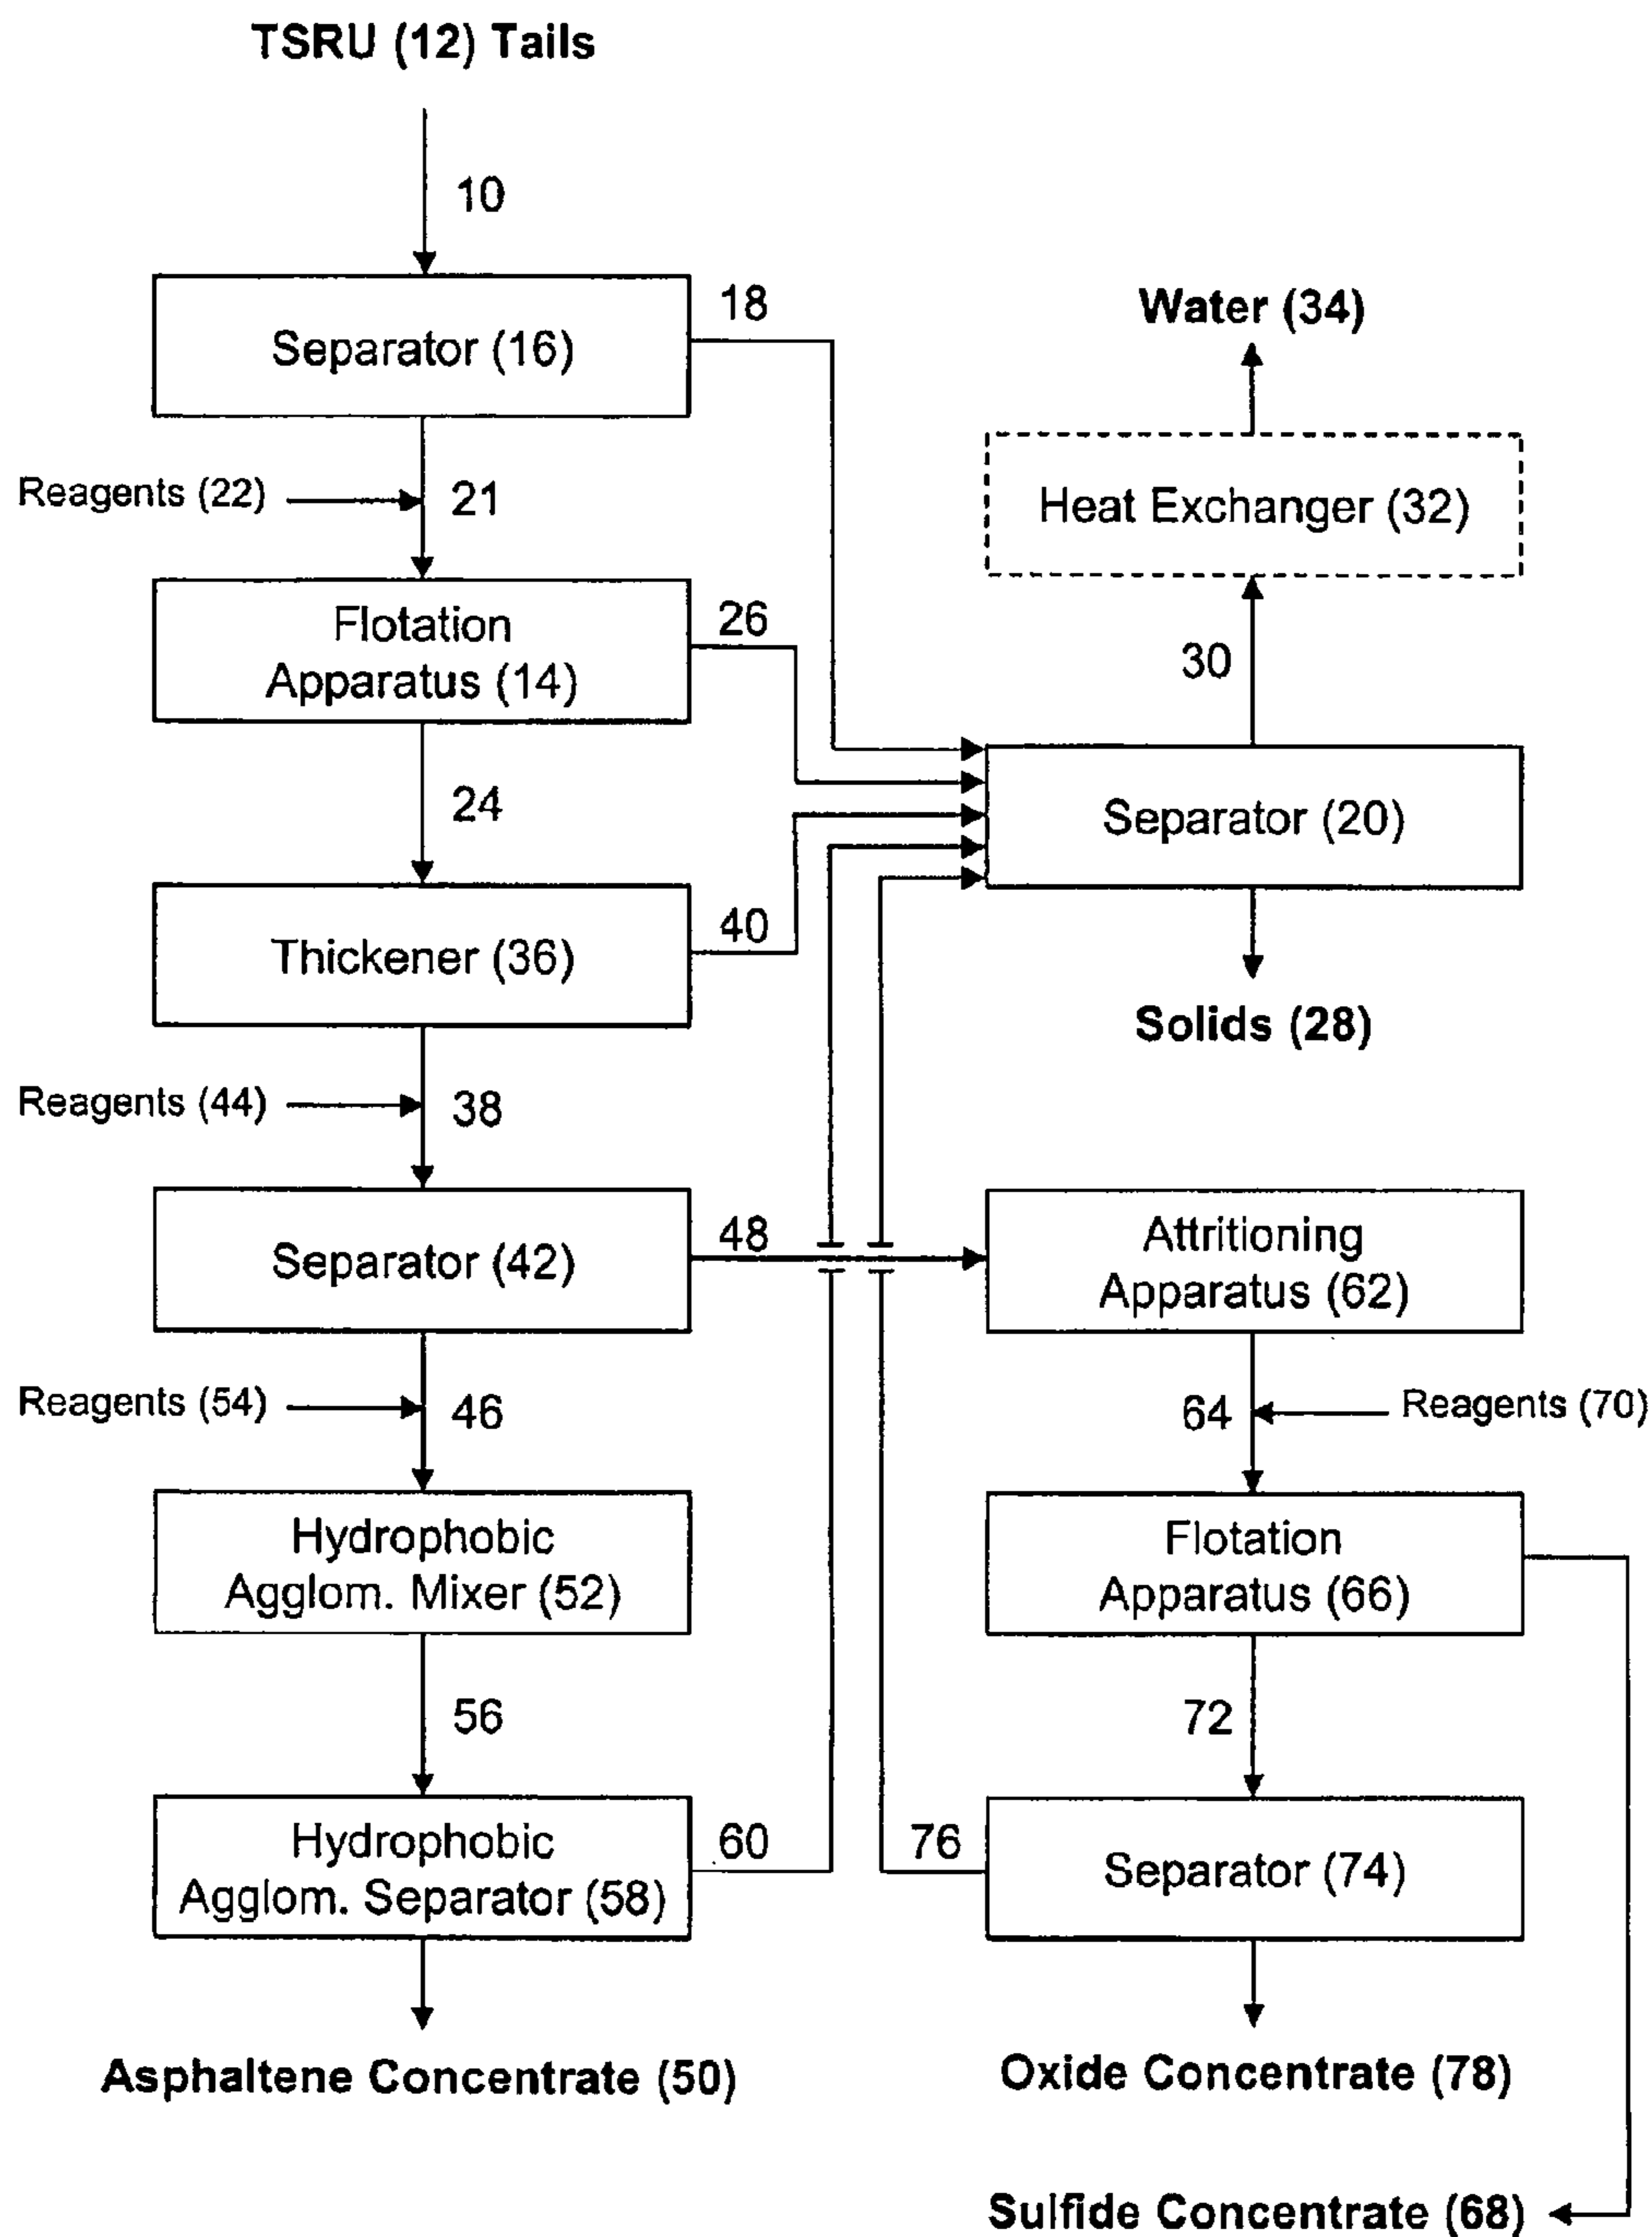 TSRU (12) Tails
10
Separator (16)
18
Water (34)
Reagents (22)
21
Heat Exchanger (32)
Flotation
Apparatus (14)
26
30
24
Separator (20)
Thickener (36)
40
Solids (28)
Reagents (44)
38
Separator (42)
48
Attritioning
Apparatus (62)
Reagents (54)
46
64
Reagents (70)
Hydrophobic
Agglom. Mixer (52)
Flotation
Apparatus (66)
56
72
Hydrophobic
Agglom. Separator (58)
60
76
Separator (74)
Asphaltene Concentrate (50)
Oxide Concentrate (78)
Sulfide Concentrate (68)